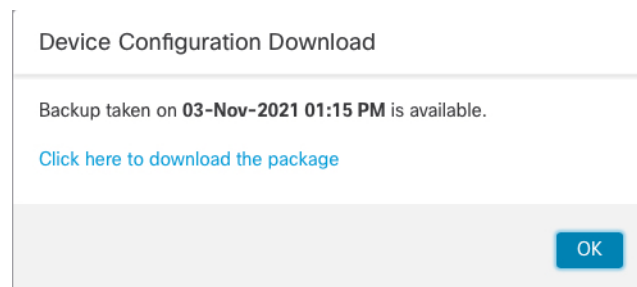 Device Configuration Download
Backup taken on 03-Nov-2021 01:15 PM is available.
Click here to download the package
OK